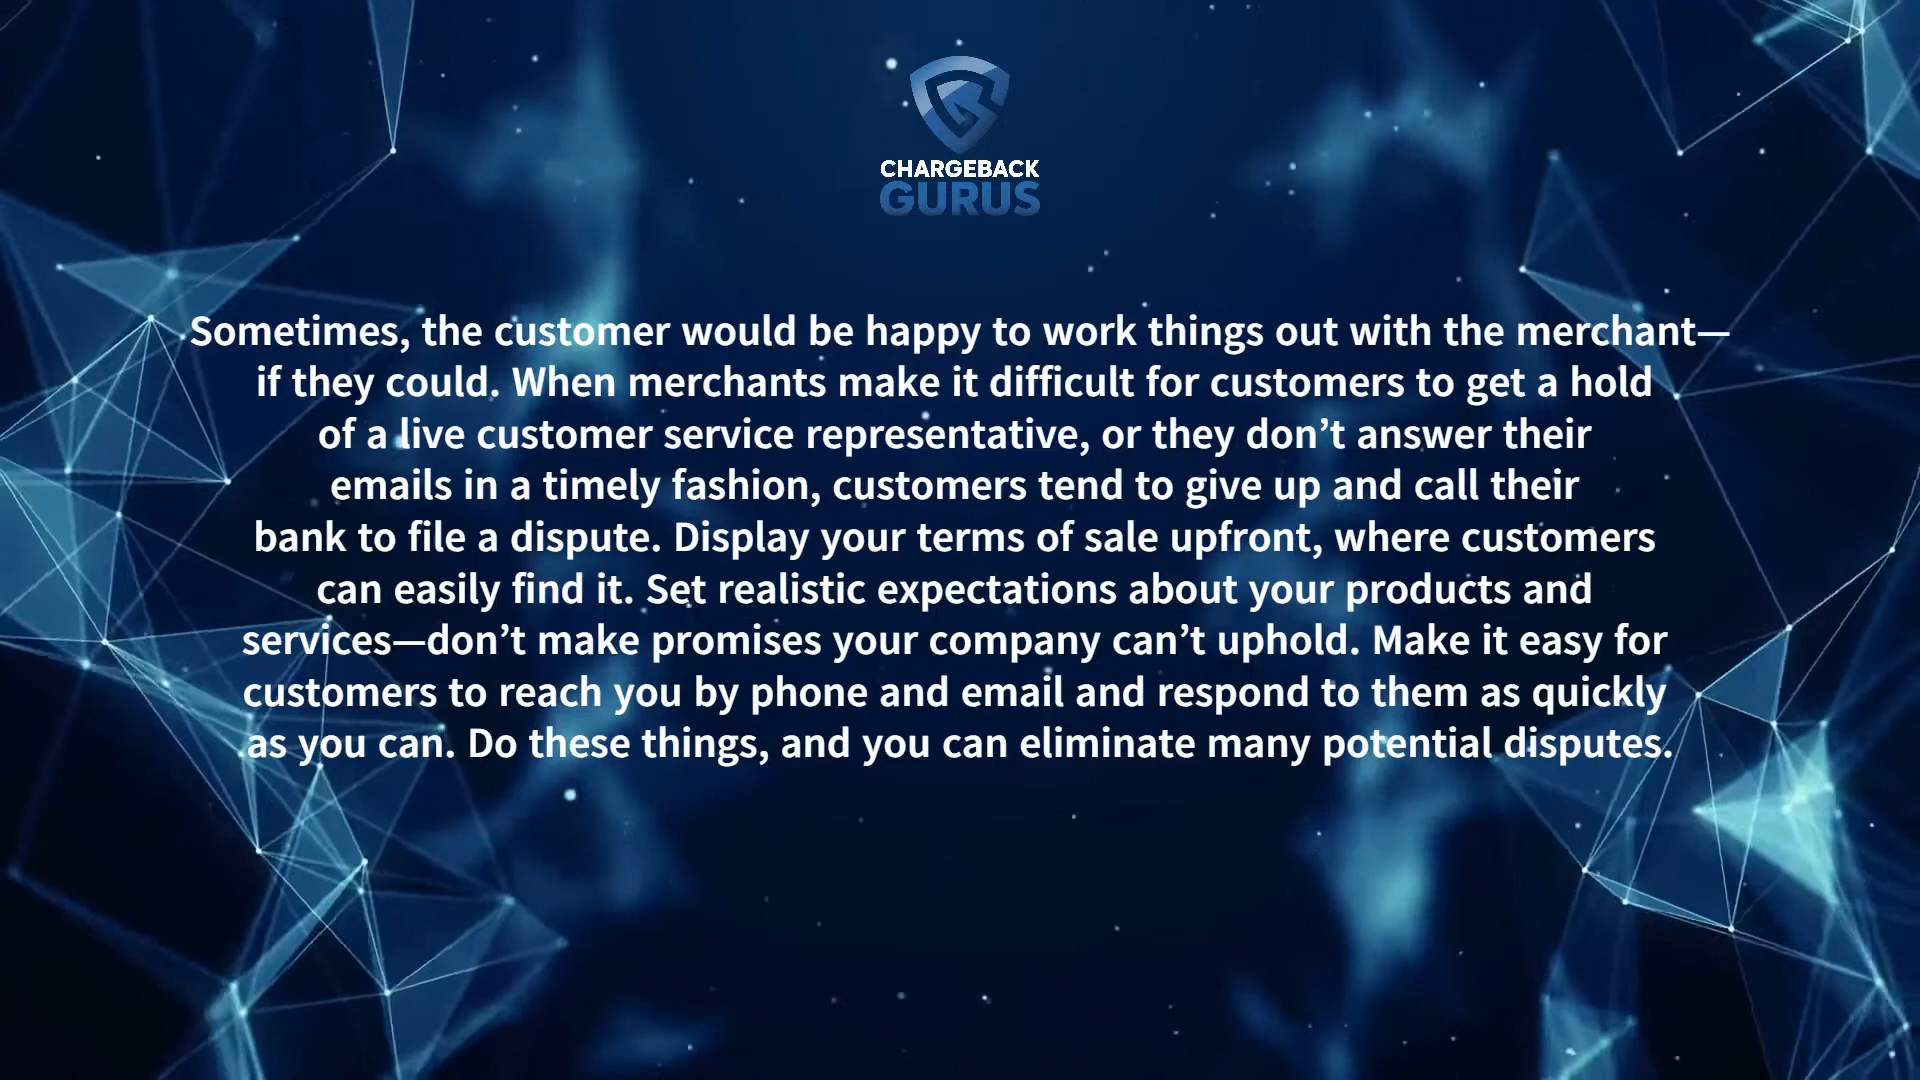 CHARGEBACK
GURUS
Sometimes, the customer would be happy to work things out with the merchant—
if they could. When merchants make it difficult for customers to get a hold
of a live customer service representative, or they don’t answer their
emails in a timely fashion, customers tend to give up and call their
bank to file a dispute. Display your terms of sale upfront, where customers
can easily find it. Set realistic expectations about your products and
services—don’t make promises your company can’t uphold. Make it easy for
customers to reach you by phone and email and respond to them as quickly
as you can. Do these things, and you can eliminate many potential disputes.